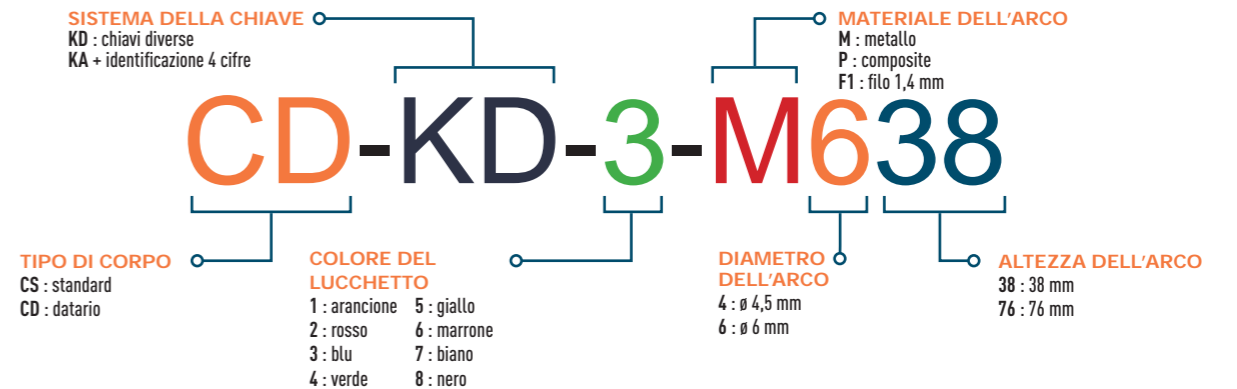 SISTEMA DELLA CHIAVE
KD : chiavi diverse
KA + identificazione 4 cifre
MATERIALE DELL'ARCO
M : metallo
P : composite
F1 : filo 1,4 mm
CD-KD-3-M638
TIPO DI CORPO
CS : standard
CD : datario
COLORE DEL
LUCCHETTO
1 : arancione
2 : rosso
3 : blu
4 : verde
5 : giallo
6 : marrone
7 : biano
8 : nero
DIAMETRO
DELL'ARCO
4 : ø 4,5 mm
6 : ø 6 mm
ALTEZZA DELL'ARCO
38 : 38 mm
76 : 76 mm